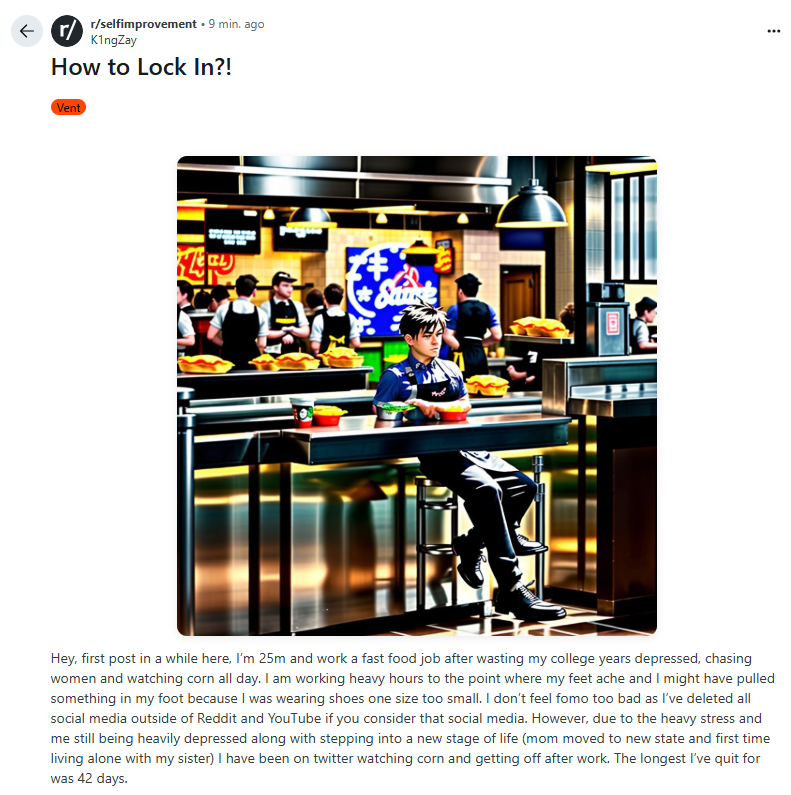 r/selfimprovement • 9 min. ago
K1ngZay
How to Lock In?!
Vent
Hey, first post in a while here, I'm 25m and work a fast food job after wasting my college years depressed, chasing
women and watching corn all day. I am working heavy hours to the point where my feet ache and I might have pulled
something in my foot because I was wearing shoes one size too small. I don't feel fomo too bad as I've deleted all
social media outside of Reddit and YouTube if you consider that social media. However, due to the heavy stress and
me still being heavily depressed along with stepping into a new stage of life (mom moved to new state and first time
living alone with my sister) I have been on twitter watching corn and getting off after work. The longest I've quit for
was 42 days.